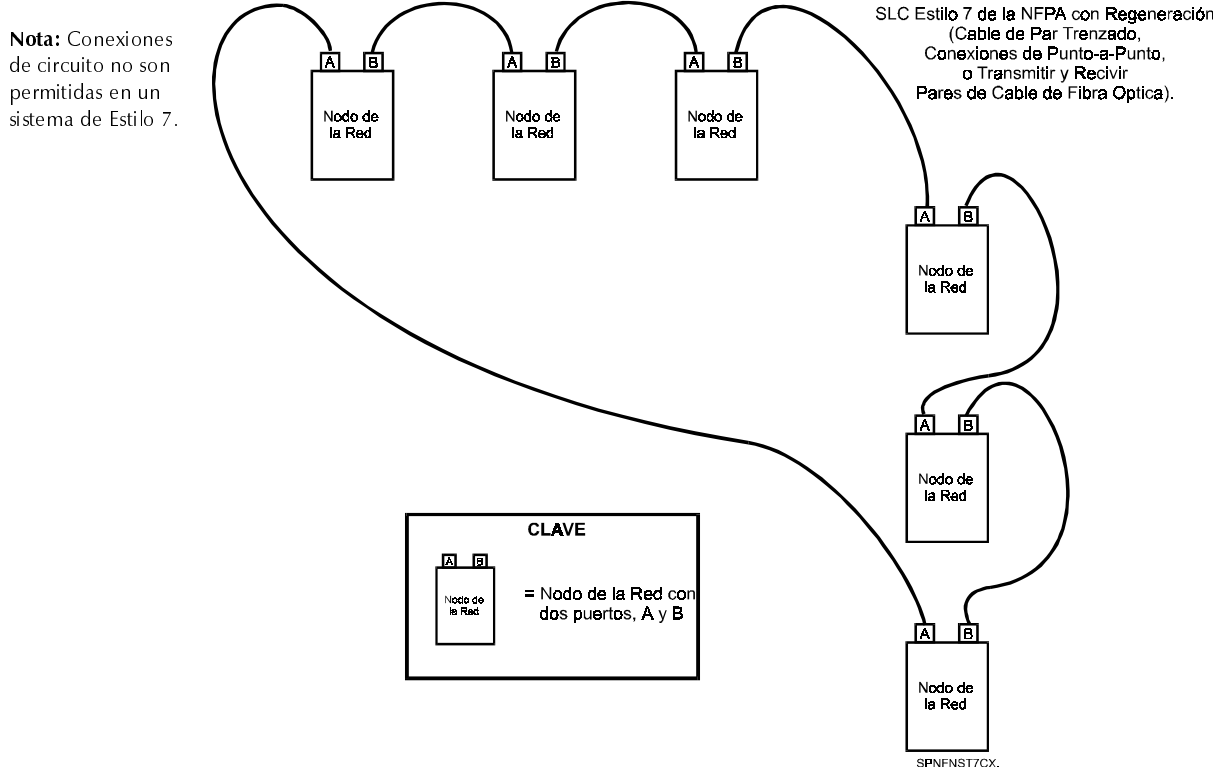 Nota: Conexiones
de circuito no son
permitidas en un
sistema de Estilo 7.
SLC Estilo 7 de la NFPA con Regeneración
(Cable de Par Trenzado,
Conexiones de Punto-a-Punto,
o Transmitir y Recivir
Pares de Cable de Fibra Optica).
A B
Nodo de
la Red
A B
Nodo de
la Red
A B
Nodo de
la Red
A B
Nodo de
la Red
A B
Nodo de
la Red
A B
Nodo de
la Red
CLAVE
A B
Nodo de
la Red
= Nodo de la Red con
dos puertos, A y B
SPNFNST7CX.